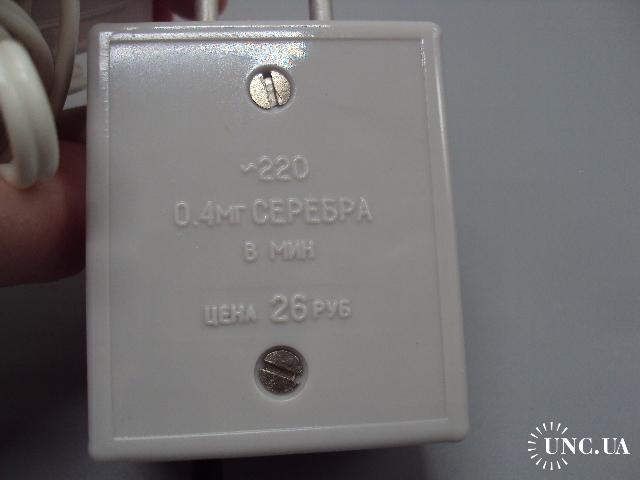 ~220
0.4мг СЕРЕБРА
В МИН
ЦЕНА 26 РУБ
UNC.UA